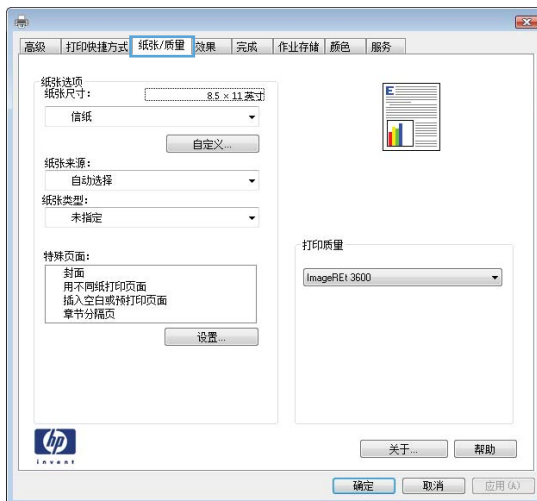 高级 打印快捷方式 纸张/质量 效果 完成 作业存储 颜色 服务
纸张选项
纸张尺寸： 8.5 × 11 英寸
信纸
自定义...
纸张来源：
自动选择
纸张类型：
未指定
特殊页面：
封面
用不同纸打印页面
插入空白或预打印页面
章节分隔页
设置...
E
打印质量
ImageREt 3600
hp
invent
关于... 帮助
确定 取消 应用(A)